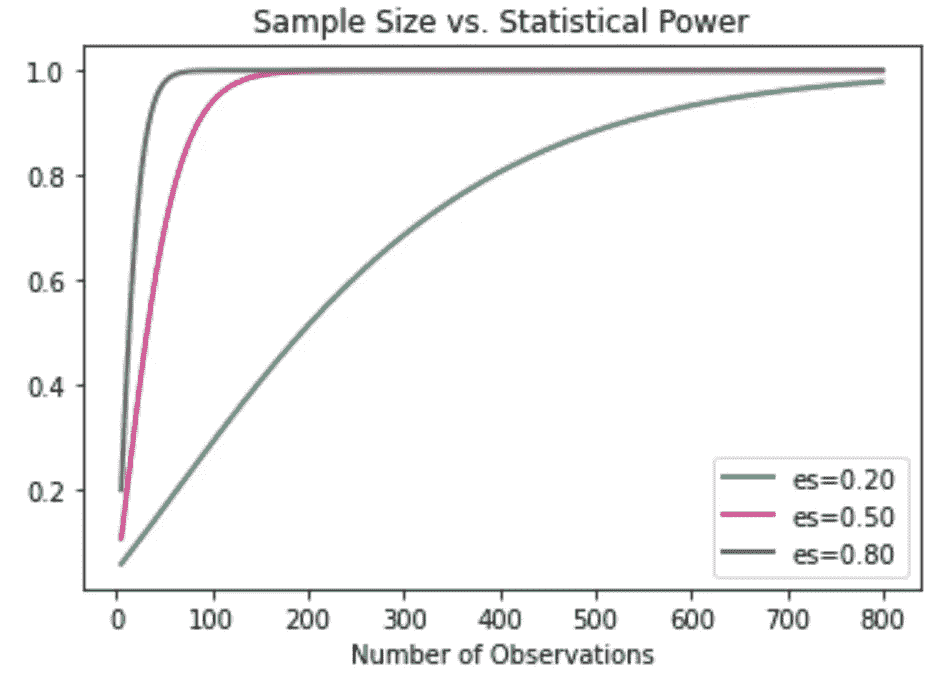 Sample Size vs. Statistical Power
1.0
0.8
0.6
0.4
0.2
es=0.20
es=0.50
es=0.80
0 100 200 300 400 500 600 700 800
Number of Observations